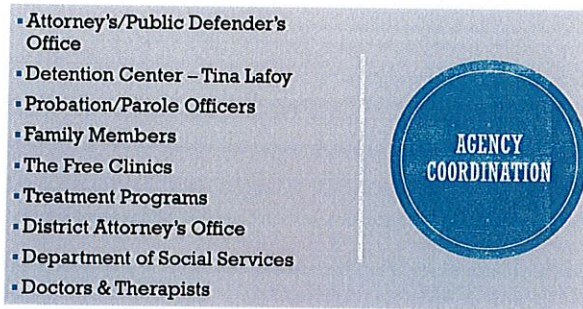 ▪ Attorney's/Public Defender's
Office
▪ Detention Center – Tina Lafoy
▪ Probation/Parole Officers
▪ Family Members
▪ The Free Clinics
▪ Treatment Programs
▪ District Attorney's Office
▪ Department of Social Services
▪ Doctors & Therapists
AGENCY
COORDINATION